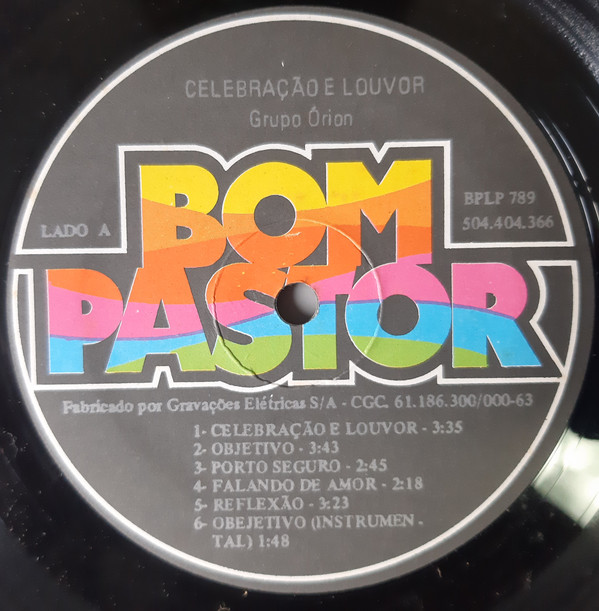 CELEBRAÇÃO E LOUVOR
Grupo Órion
BOM
PASTOR
LADO A
BPLP 789
504.404.366
Fabricado por Gravações Elétricas S/A - CGC. 61.186.300/000-63
1- CELEBRAÇÃO E LOUVOR - 3:35
2- OBJETIVO - 3:43
3- PORTO SEGURO - 2:45
4- FALANDO DE AMOR - 2:18
5- REFLEXÃO - 3:23
6- OBEJETIVO (INSTRUMEN-
TAL) 1:48